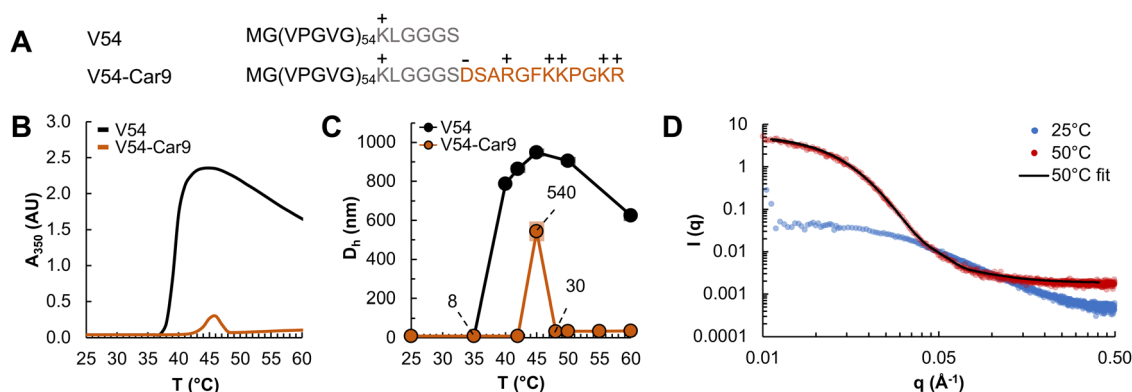 A
V54
MG(VPGVG)54KLGGGS
+
V54-Car9
MG(VPGVG)54KLGGGSDSARGFKKPGKR
+ - + ++ ++
B
V54
V54-Car9
A350 (AU)
3.0
2.5
2.0
1.5
1.0
0.5
0.0
25 30 35 40 45 50 55 60
T (°C)
C
V54
V54-Car9
Dh (nm)
1000
800
600
400
200
0
540
8
30
25 30 35 40 45 50 55 60
T (°C)
D
25°C
50°C
50°C fit
I (q)
10
1
0.1
0.01
0.001
0.0001
0.01 0.05 0.50
q (Å-1)